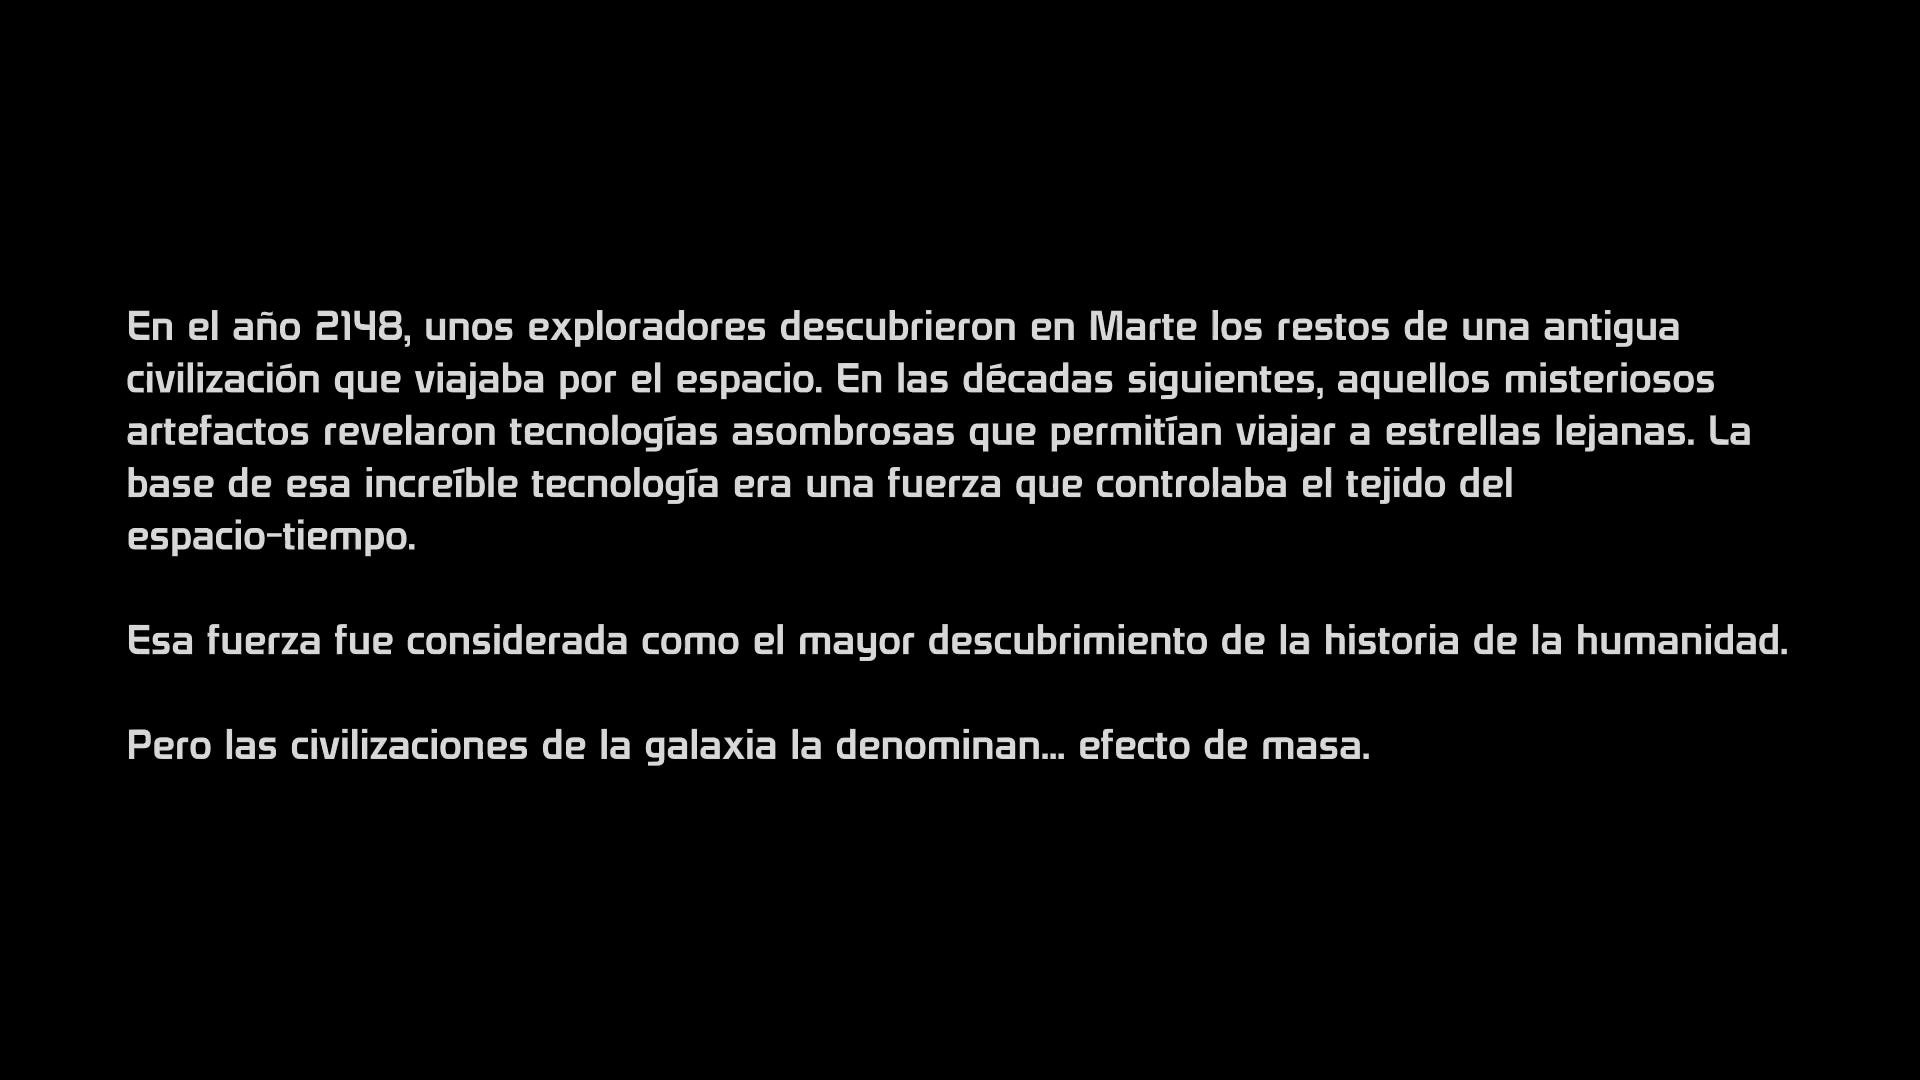 En el año 2148, unos exploradores descubrieron en Marte los restos de una antigua
civilización que viajaba por el espacio. En las décadas siguientes, aquellos misteriosos
artefactos revelaron tecnologías asombrosas que permitían viajar a estrellas lejanas. La
base de esa increíble tecnología era una fuerza que controlaba el tejido del
espacio-tiempo.
Esa fuerza fue considerada como el mayor descubrimiento de la historia de la humanidad.
Pero las civilizaciones de la galaxia la denominan... efecto de masa.